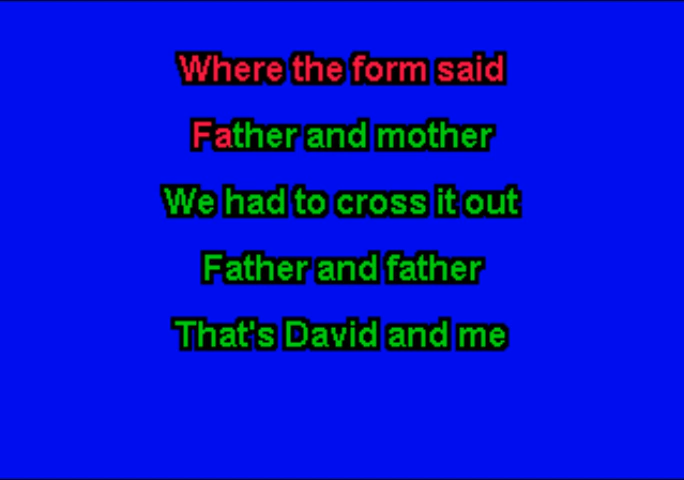 Where the form said
Father and mother
We had to cross it out
Father and father
That's David and me